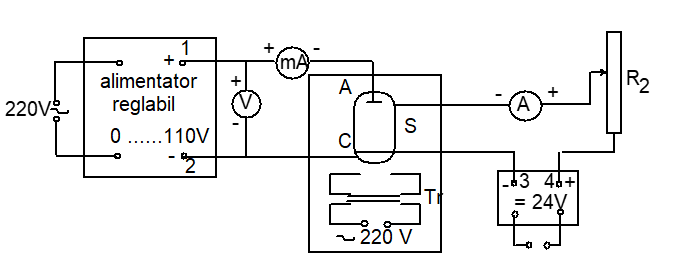 220V
alimentator
reglabil
0 ......110V
+ 1
- 2
+ V -
+ mA -
A
C
S
Tr
~ 220 V
- A +
R2
- 3 4 +
= 24V